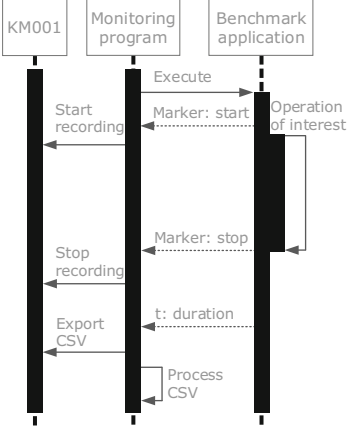 KM001
Monitoring
program
Benchmark
application
Execute
Start
recording
Marker: start
Operation
of interest
Marker: stop
Stop
recording
t: duration
Export
CSV
Process
CSV